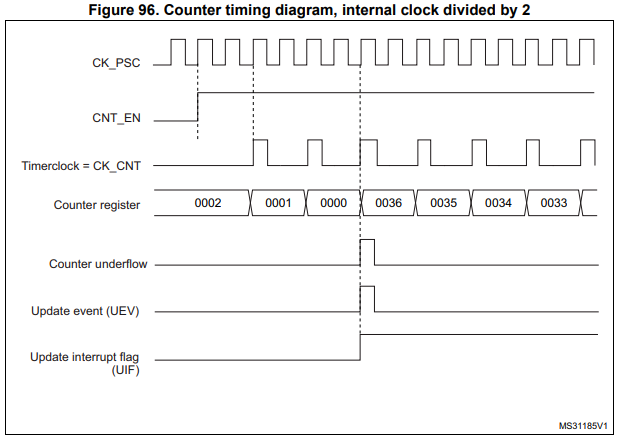 Figure 96. Counter timing diagram, internal clock divided by 2
CK_PSC
CNT_EN
Timerclock = CK_CNT
Counter register
0002 0001 0000 0036 0035 0034 0033
Counter underflow
Update event (UEV)
Update interrupt flag
(UIF)
MS31185V1